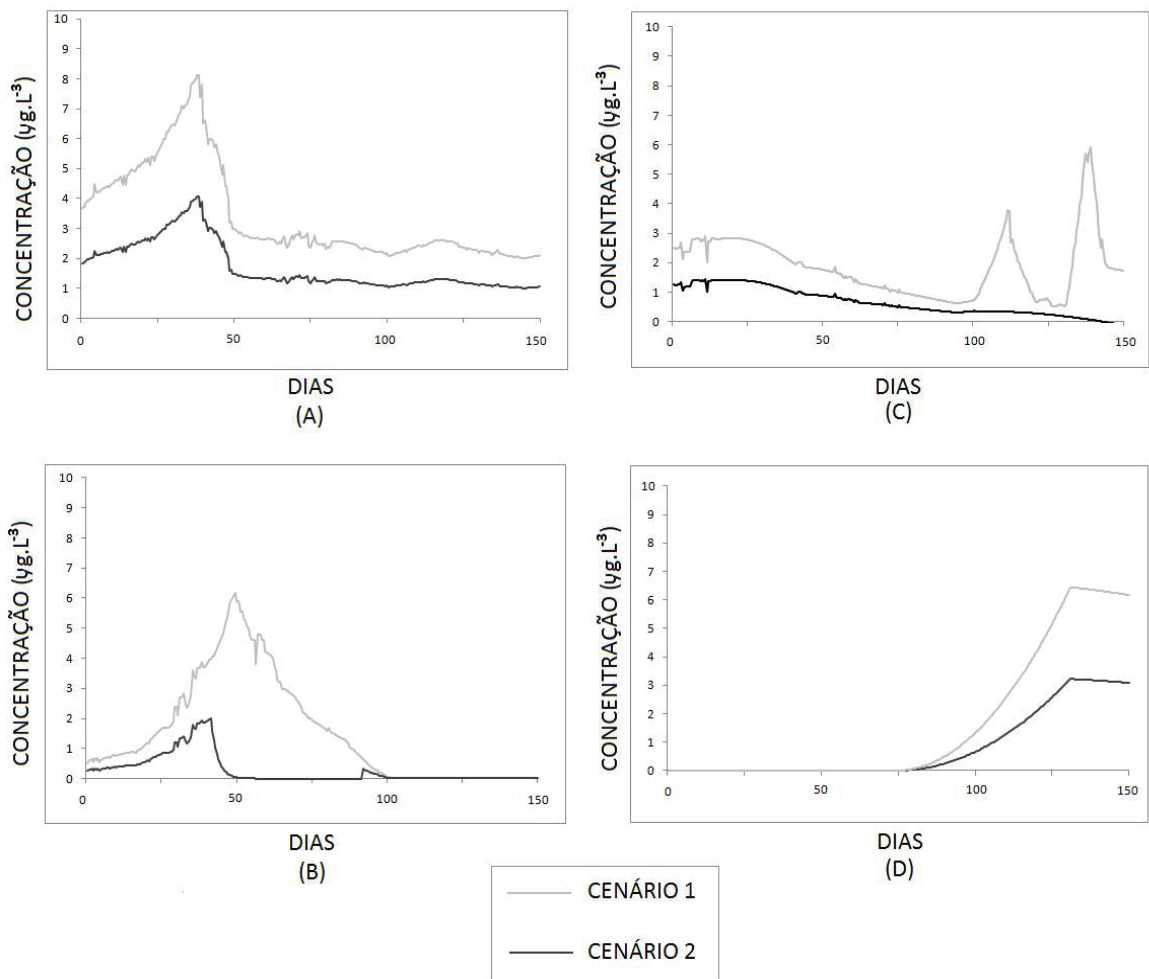 10
9
8
7
6
5
4
3
2
1
0
0 50 100 150
CONCENTRAÇÃO (yg.L⁻³)
DIAS
(A)
10
9
8
7
6
5
4
3
2
1
0
0 50 100 150
CONCENTRAÇÃO (yg.L⁻³)
DIAS
(C)
10
9
8
7
6
5
4
3
2
1
0
0 50 100 150
CONCENTRAÇÃO (yg.L⁻³)
DIAS
(B)
10
9
8
7
6
5
4
3
2
1
0
0 50 100 150
CONCENTRAÇÃO (yg.L⁻³)
DIAS
(D)
CENÁRIO 1
CENÁRIO 2